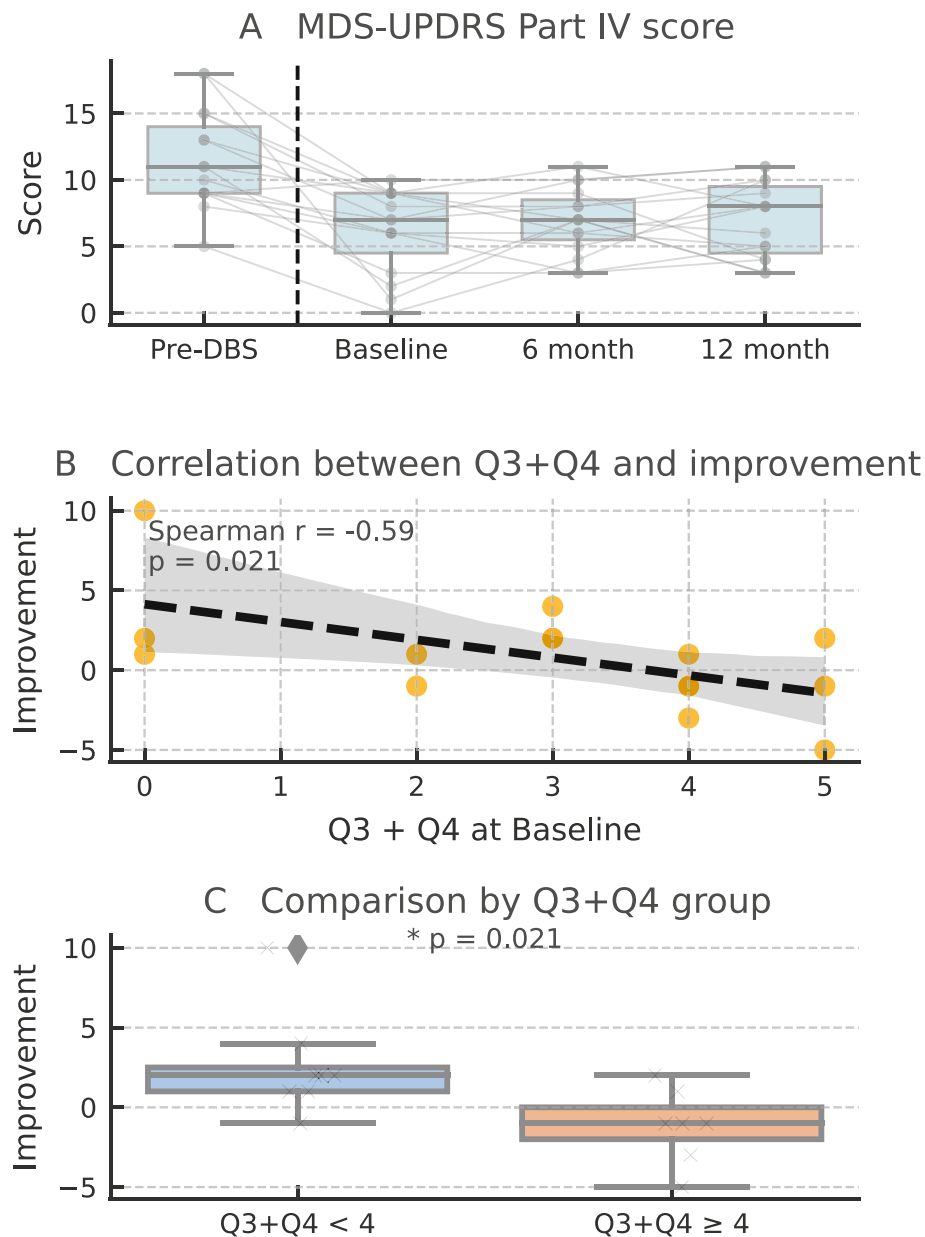 A MDS-UPDRS Part IV score
Score
15
10
5
0
Pre-DBS Baseline 6 month 12 month
B Correlation between Q3+Q4 and improvement
Improvement
10
5
0
−5
Spearman r = -0.59
p = 0.021
0 1 2 3 4 5
Q3 + Q4 at Baseline
C Comparison by Q3+Q4 group
* p = 0.021
Improvement
10
5
0
−5
Q3+Q4 < 4 Q3+Q4 ≥ 4